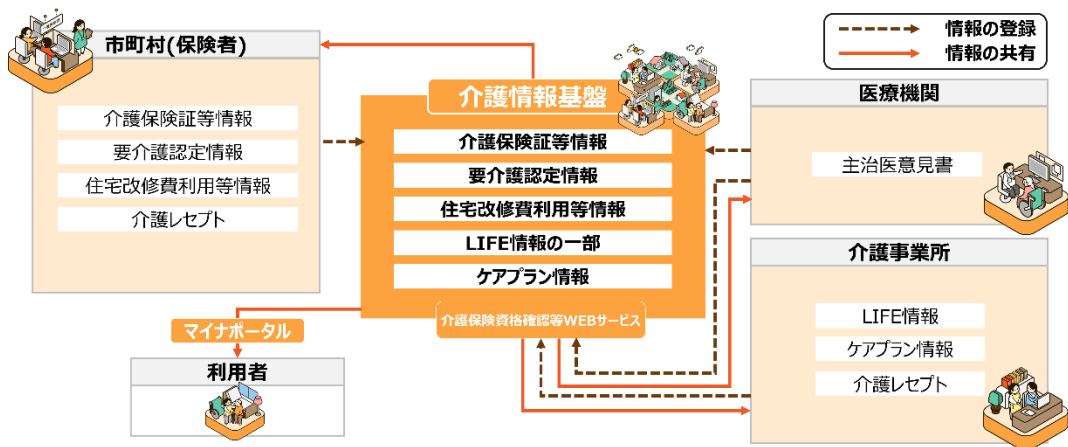 市町村(保険者)
介護保険証等情報
要介護認定情報
住宅改修費利用等情報
介護レセプト
介護情報基盤
介護保険証等情報
要介護認定情報
住宅改修費利用等情報
LIFE情報の一部
ケアプラン情報
介護保険資格確認等WEBサービス
マイナポータル
利用者
情報の登録
情報の共有
医療機関
主治医意見書
介護事業所
LIFE情報
ケアプラン情報
介護レセプト